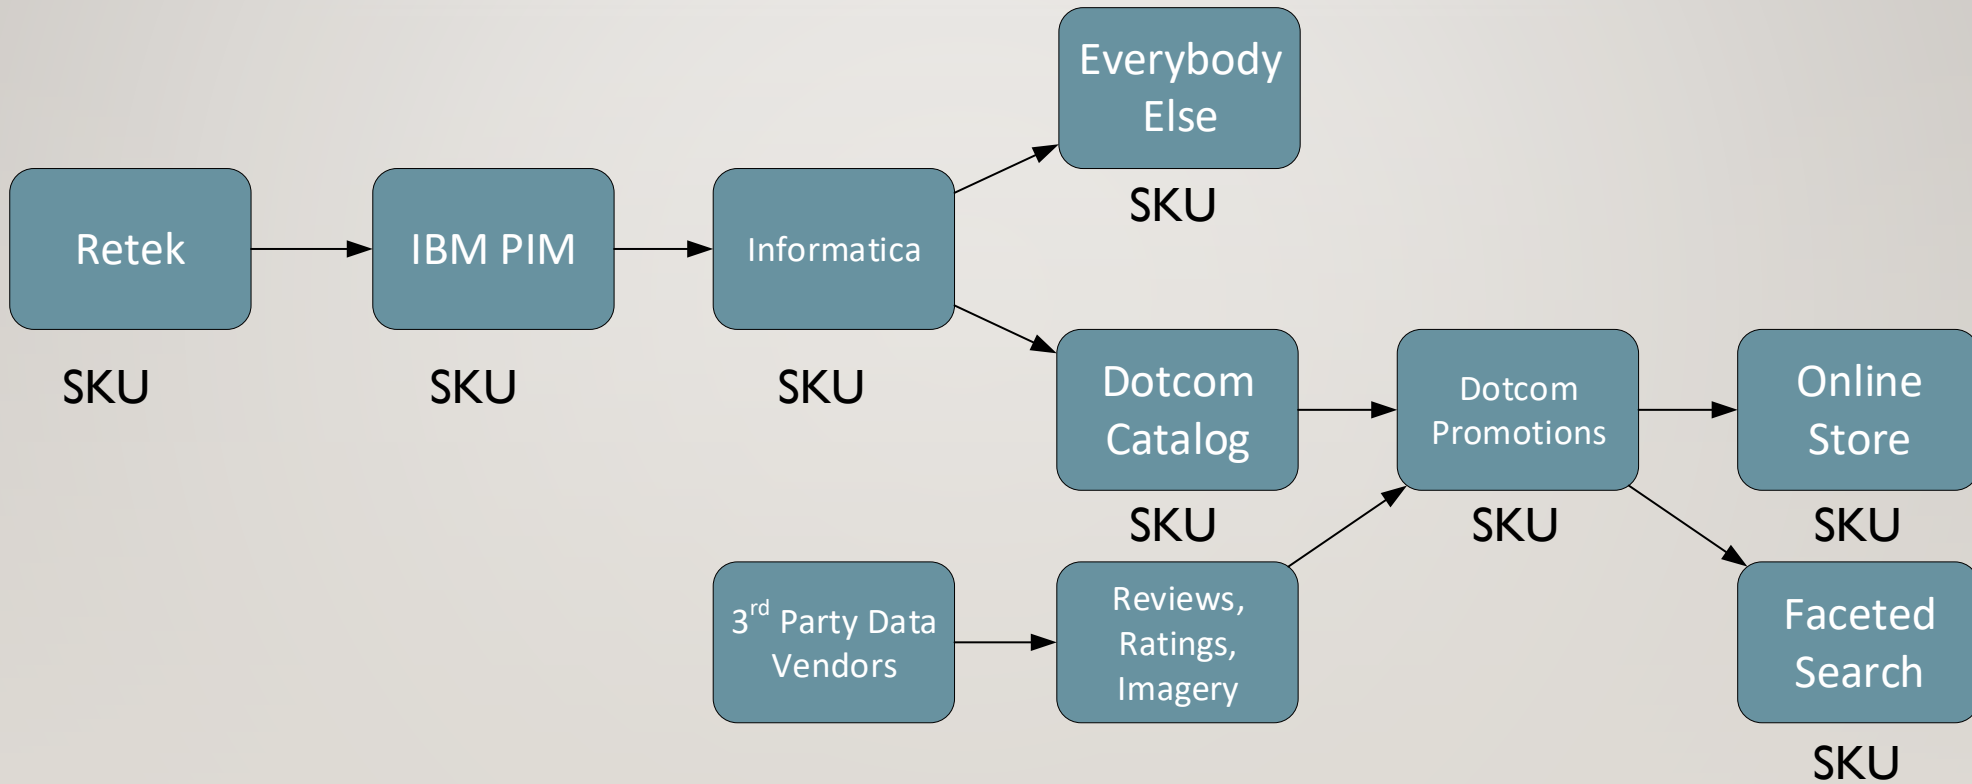 Everybody
Else
SKU
Retek
SKU
IBM PIM
SKU
Informatica
SKU
Dotcom
Catalog
SKU
Dotcom
Promotions
SKU
Online
Store
SKU
3rd Party Data
Vendors
Reviews,
Ratings,
Imagery
Faceted
Search
SKU